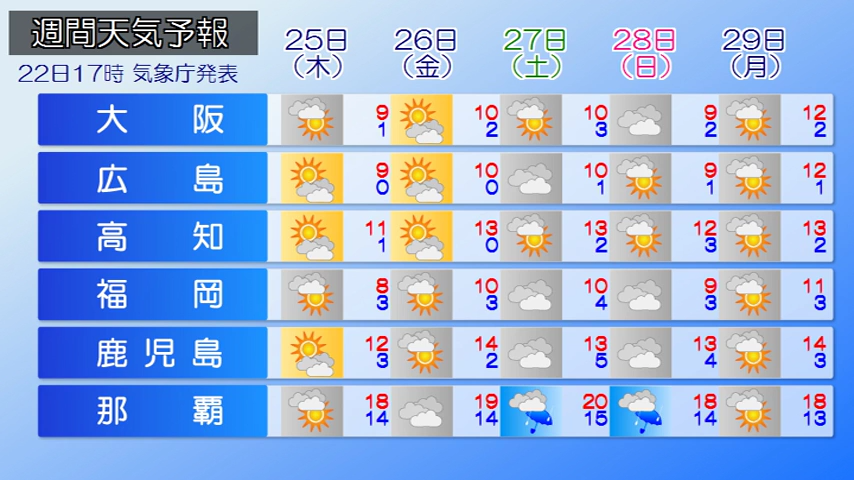 週間天気予報
22日17時 気象庁発表
25日 26日 27日 28日 29日
(木) (金) (土) (日) (月)
大阪 9 1 10 2 10 3 9 2 12 2
広島 9 0 10 0 10 1 9 1 12 1
高知 11 1 13 0 13 2 12 3 13 2
福岡 8 3 10 3 10 4 9 3 11 3
鹿児島 12 3 14 2 13 5 13 4 14 3
那覇 18 14 19 14 20 15 18 14 18 13